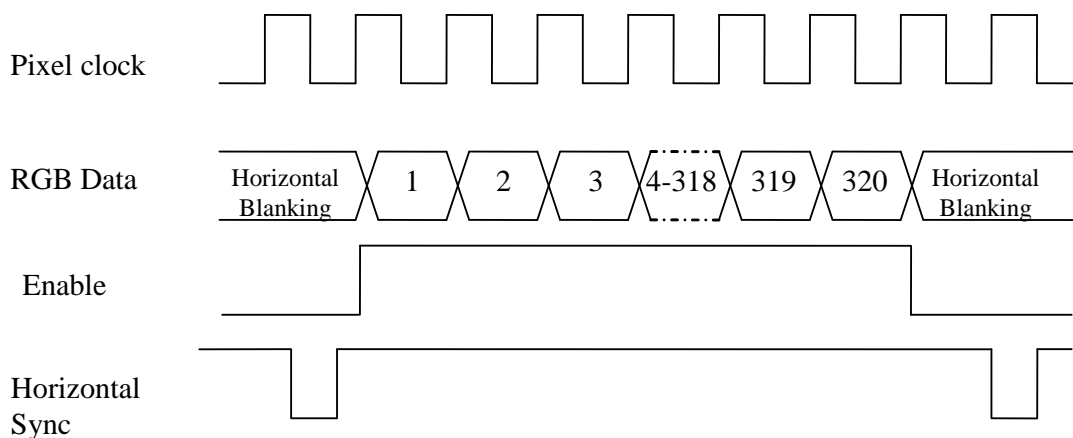 Pixel clock
RGB Data
Horizontal
Blanking
1
2
3
4-318
319
320
Horizontal
Blanking
Enable
Horizontal
Sync